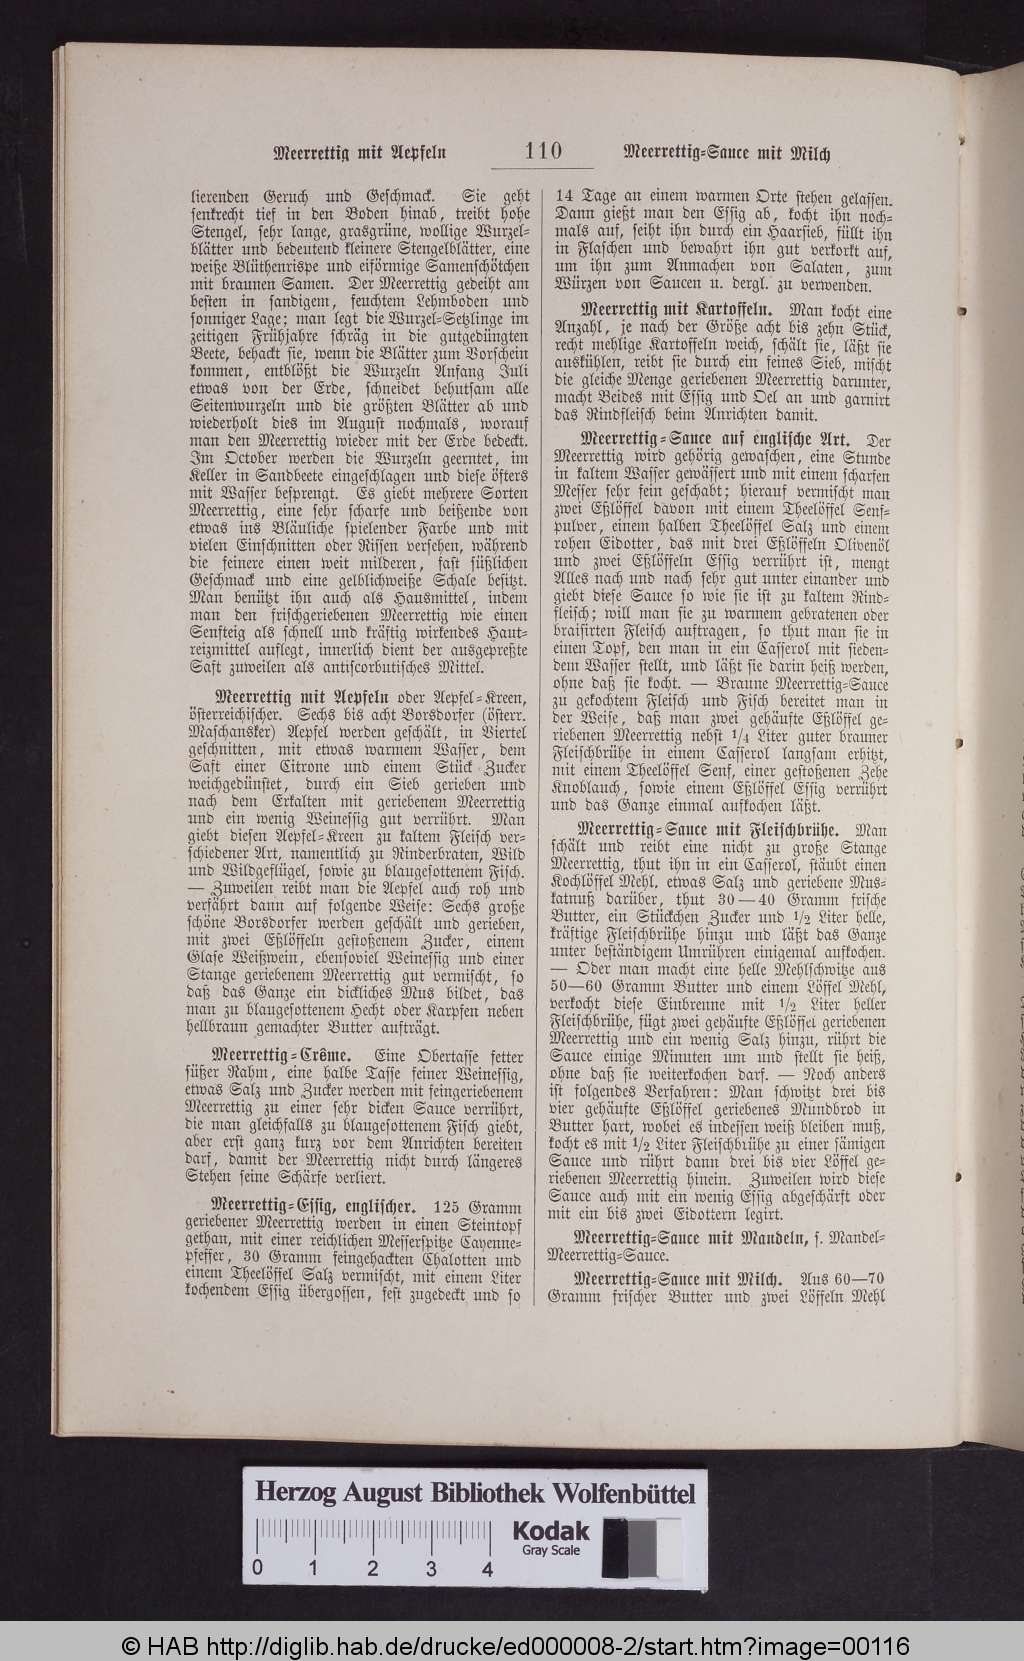 Meerrettig mit Aepfeln 110 Meerrettig-Sauce mit Milch
lierenden Geruch und Geschmack. Sie geht
senkrecht tief in den Boden hinab, treibt hohe
Stengel, sehr lange, grasgrüne, wollige Wurzel-
blätter und bedeutend kleinere Stengelblätter, eine
weiße Blüthenrispe und eiförmige Samenschötchen
mit braunen Samen. Der Meerrettig gedeiht am
besten in sandigem, feuchtem Lehmboden und
sonniger Lage; man legt die Wurzel-Setzlinge im
zeitigen Frühjahre schräg in die gutgedüngten
Beete, behackt sie, wenn die Blätter zum Vorschein
kommen, entblößt die Wurzeln Anfang Juli
etwas von der Erde, schneidet behutsam alle
Seitenwurzeln und die größten Blätter ab und
wiederholt dies im August nochmals, worauf
man den Meerrettig wieder mit der Erde bedeckt.
Im October werden die Wurzeln geerntet, im
Keller in Sandbeete eingeschlagen und diese öfters
mit Wasser besprengt. Es giebt mehrere Sorten
Meerrettig, eine sehr scharfe und beißende von
etwas ins Bläuliche spielender Farbe und mit
vielen Einschnitten oder Rissen versehen, während
die feinere einen weit milderen, fast süßlichen
Geschmack und eine gelblichweiße Schale besitzt.
Man benützt ihn auch als Hausmittel, indem
man den frischgeriebenen Meerrettig wie einen
Senfteig als schnell und kräftig wirkendes Haut-
reizmittel auflegt, innerlich dient der ausgepreßte
Saft zuweilen als antiscorbutisches Mittel.
Meerrettig mit Aepfeln oder Aepfel-Kreen,
österreichischer. Sechs bis acht Borsdorfer (österr.
Maschansker) Aepfel werden geschält, in Viertel
geschnitten, mit etwas warmem Wasser, dem
Saft einer Citrone und einem Stück Zucker
weichgedünstet, durch ein Sieb gerieben und
nach dem Erkalten mit geriebenem Meerrettig
und ein wenig Weinessig gut verrührt. Man
giebt diesen Aepfel-Kreen zu kaltem Fleisch ver-
schiedener Art, namentlich zu Rinderbraten, Wild
und Wildgeflügel, sowie zu blaugesottenem Fisch.
— Zuweilen reibt man die Aepfel auch roh und
verfährt dann auf folgende Weise: Sechs große
schöne Borsdorfer werden geschält und gerieben,
mit zwei Eßlöffeln gestoßenem Zucker, einem
Glase Weißwein, ebensoviel Weinessig und einer
Stange geriebenem Meerrettig gut vermischt, so
daß das Ganze ein dickliches Mus bildet, das
man zu blaugesottenem Hecht oder Karpfen neben
hellbraun gemachter Butter aufträgt.
Meerrettig-Crême. Eine Obertasse fetter
süßer Rahm, eine halbe Tasse feiner Weinessig,
etwas Salz und Zucker werden mit feingeriebenem
Meerrettig zu einer sehr dicken Sauce verrührt,
die man gleichfalls zu blaugesottenem Fisch giebt,
aber erst ganz kurz vor dem Anrichten bereiten
darf, damit der Meerrettig nicht durch längeres
Stehen seine Schärfe verliert.
Meerrettig-Essig, englischer. 125 Gramm
geriebener Meerrettig werden in einen Steintopf
gethan, mit einer reichlichen Messerspitze Cayenne-
pfeffer, 30 Gramm feingehackten Chalotten und
einem Theelöffel Salz vermischt, mit einem Liter
kochendem Essig übergossen, fest zugedeckt und so
14 Tage an einem warmen Orte stehen gelassen.
Dann gießt man den Essig ab, kocht ihn noch-
mals auf, seiht ihn durch ein Haarsieb, füllt ihn
in Flaschen und bewahrt ihn gut verkorkt auf,
um ihn zum Anmachen von Salaten, zum
Würzen von Saucen u. dergl. zu verwenden.
Meerrettig mit Kartoffeln. Man kocht eine
Anzahl, je nach der Größe acht bis zehn Stück,
recht mehlige Kartoffeln weich, schält sie, läßt sie
auskühlen, reibt sie durch ein feines Sieb, mischt
die gleiche Menge geriebenen Meerrettig darunter,
macht Beides mit Essig und Oel an und garnirt
das Rindfleisch beim Anrichten damit.
Meerrettig-Sauce auf englische Art. Der
Meerrettig wird gehörig gewaschen, eine Stunde
in kaltem Wasser gewässert und mit einem scharfen
Messer sehr fein geschabt; hierauf vermischt man
zwei Eßlöffel davon mit einem Theelöffel Senf-
pulver, einem halben Theelöffel Salz und einem
rohen Eidotter, das mit drei Eßlöffeln Olivenöl
und zwei Eßlöffeln Essig verrührt ist, mengt
Alles nach und nach sehr gut unter einander und
giebt diese Sauce so wie sie ist zu kaltem Rind-
fleisch; will man sie zu warmem gebratenen oder
braisirten Fleisch auftragen, so thut man sie in
einen Topf, den man in ein Casserol mit sieden-
dem Wasser stellt, und läßt sie darin heiß werden,
ohne daß sie kocht. — Braune Meerrettig-Sauce
zu gekochtem Fleisch und Fisch bereitet man in
der Weise, daß man zwei gehäufte Eßlöffel ge-
riebenen Meerrettig nebst 1/4 Liter guter brauner
Fleischbrühe in einem Casserol langsam erhitzt,
mit einem Theelöffel Senf, einer gestoßenen Zehe
Knoblauch, sowie einem Eßlöffel Essig verrührt
und das Ganze einmal aufkochen läßt.
Meerrettig-Sauce mit Fleischbrühe. Man
schält und reibt eine nicht zu große Stange
Meerrettig, thut ihn in ein Casserol, stäubt einen
Kochlöffel Mehl, etwas Salz und geriebene Mus-
katnuß darüber, thut 30—40 Gramm frische
Butter, ein Stückchen Zucker und 1/2 Liter helle,
kräftige Fleischbrühe hinzu und läßt das Ganze
unter beständigem Umrühren einigemal aufkochen.
— Oder man macht eine helle Mehlschwitze aus
50—60 Gramm Butter und einem Löffel Mehl,
verkocht diese Einbrenne mit 1/2 Liter heller
Fleischbrühe, fügt zwei gehäufte Eßlöffel geriebenen
Meerrettig und ein wenig Salz hinzu, rührt die
Sauce einige Minuten um und stellt sie heiß,
ohne daß sie weiterkochen darf. — Noch anders
ist folgendes Verfahren: Man schwitzt drei bis
vier gehäufte Eßlöffel geriebenes Mundbrod in
Butter hart, wobei es indessen weiß bleiben muß,
kocht es mit 1/2 Liter Fleischbrühe zu einer sämigen
Sauce und rührt dann drei bis vier Löffel ge-
riebenen Meerrettig hinein. Zuweilen wird diese
Sauce auch mit ein wenig Essig abgeschärft oder
mit ein bis zwei Eidottern legirt.
Meerrettig-Sauce mit Mandeln, s. Mandel-
Meerrettig-Sauce.
Meerrettig-Sauce mit Milch. Aus 60—70
Gramm frischer Butter und zwei Löffeln Mehl
Herzog August Bibliothek Wolfenbüttel
Kodak
Gray Scale
0 1 2 3 4
© HAB http://diglib.hab.de/drucke/ed000008-2/start.htm?image=00116